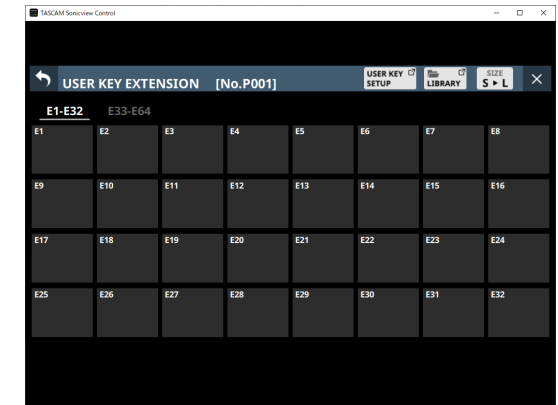 TASCAM Sonicview Control
USER KEY EXTENSION [No.P001]
USER KEY SETUP
LIBRARY
SIZE
S ▸ L
E1-E32 E33-E64
E1 E2 E3 E4 E5 E6 E7 E8
E9 E10 E11 E12 E13 E14 E15 E16
E17 E18 E19 E20 E21 E22 E23 E24
E25 E26 E27 E28 E29 E30 E31 E32